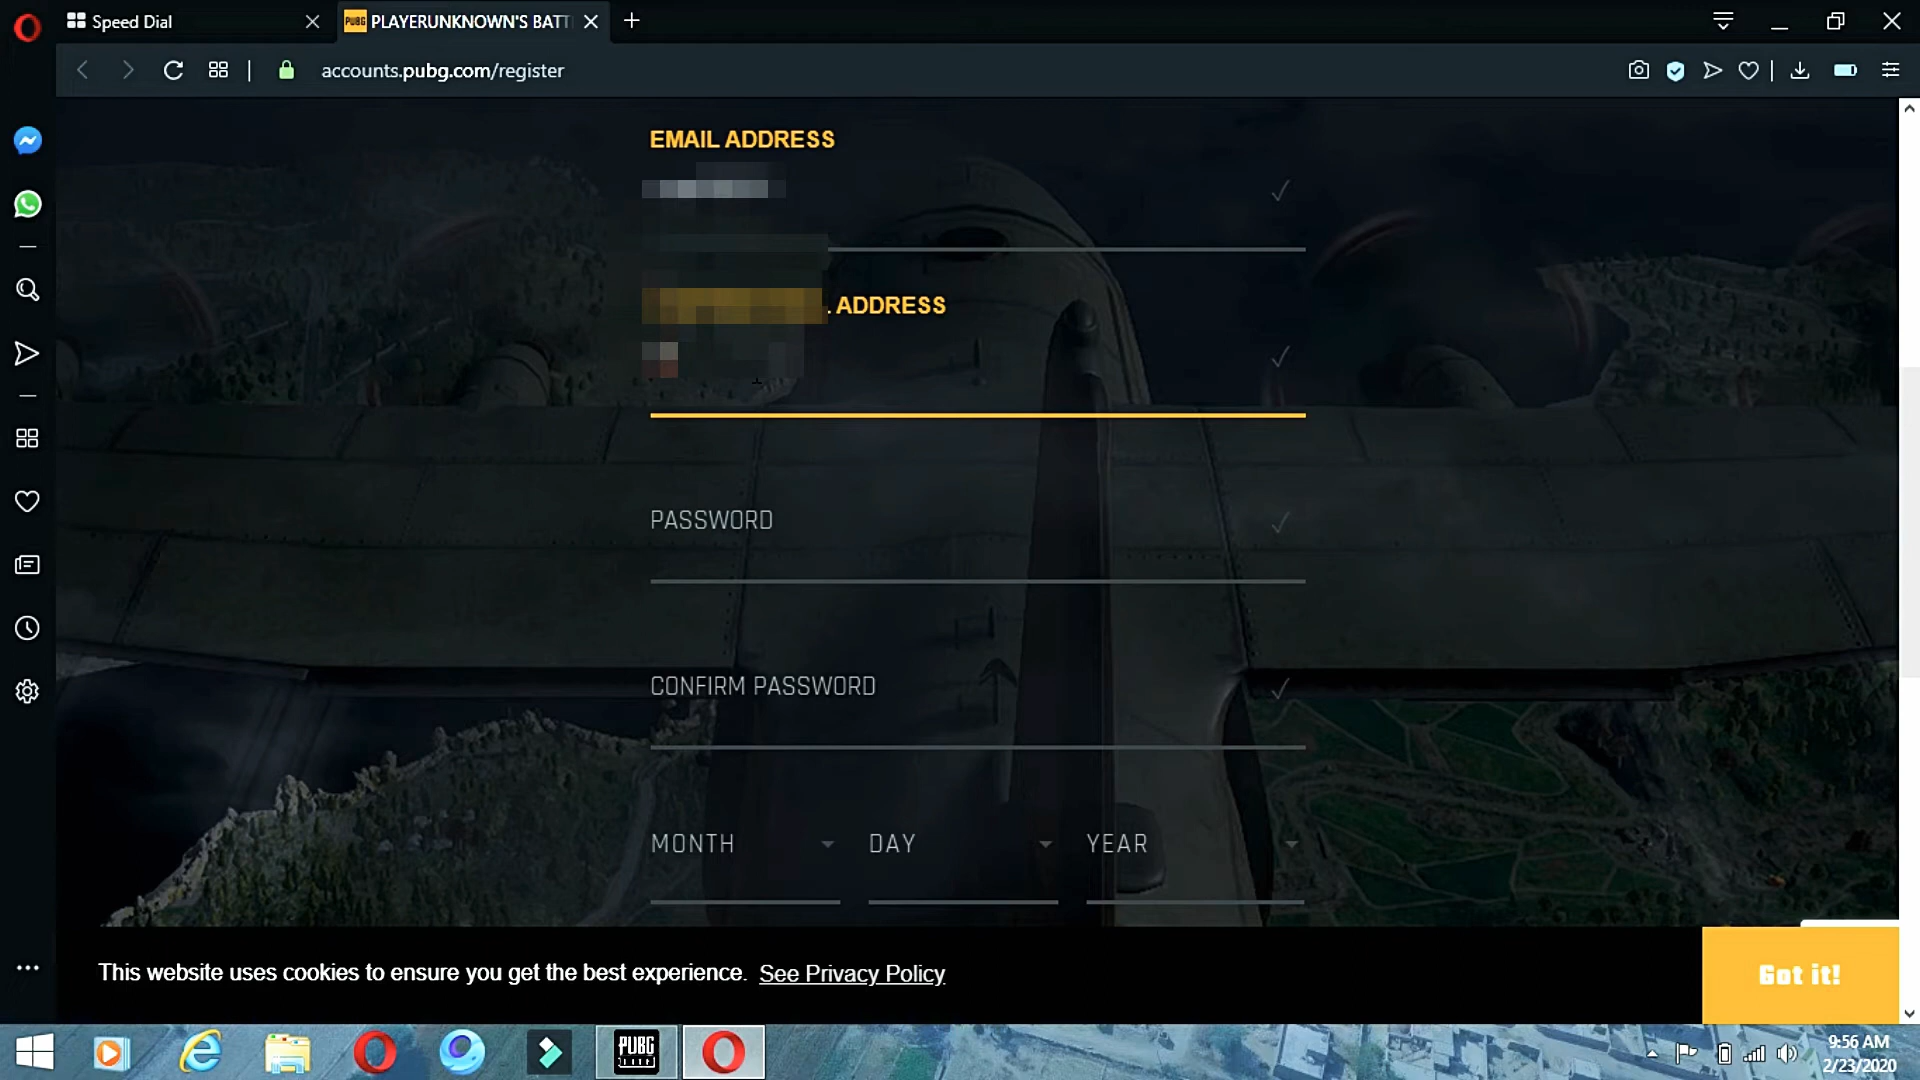 Speed Dial
PUBG PLAYERUNKNOWN'S BATT
accounts.pubg.com/register
EMAIL ADDRESS
ADDRESS
PASSWORD
CONFIRM PASSWORD
MONTH DAY YEAR
This website uses cookies to ensure you get the best experience. See Privacy Policy
Got it!
PUBG
9:56 AM
2/23/2020